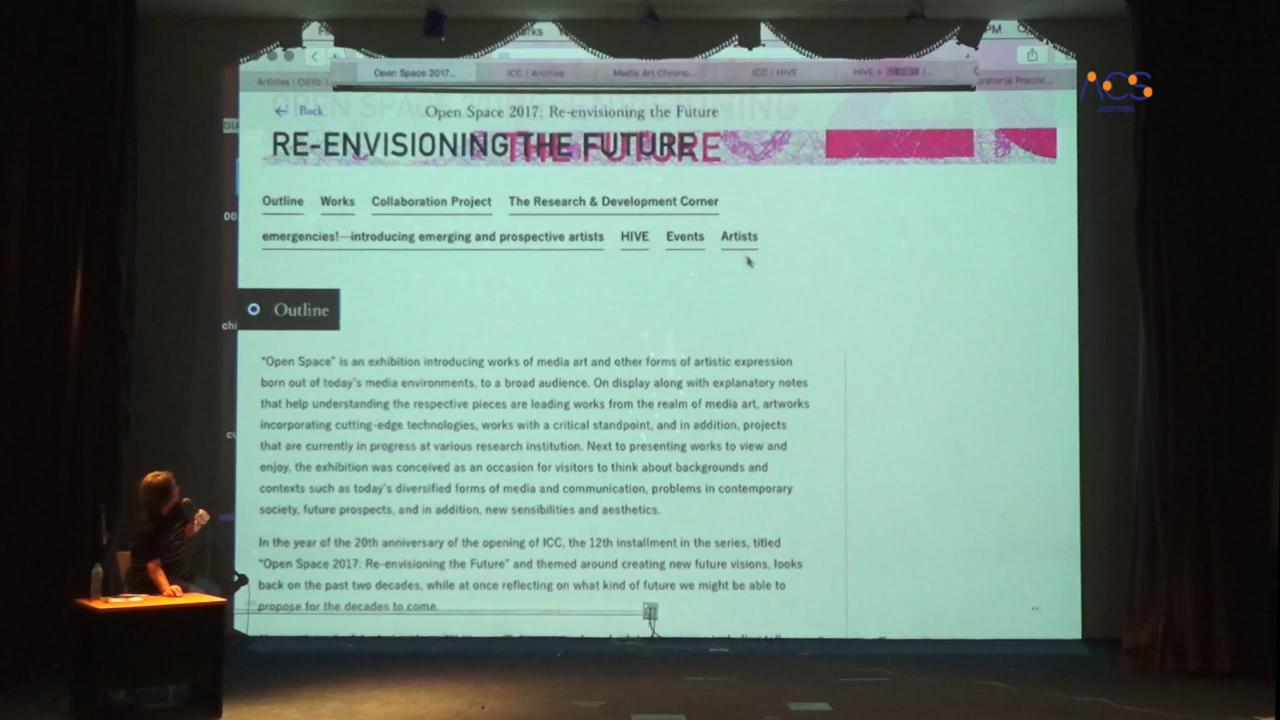 rks
PM
Articles | OS10:
Open Space 2017...
ICC | Archive
Media Art Chrono...
ICC | HIVE
HIVE
uratorial Practic...
ACS
Back
Open Space 2017: Re-envisioning the Future
RE-ENVISIONING THE FUTURE
THE FUTURE
Outline Works Collaboration Project The Research & Development Corner
emergencies!—introducing emerging and prospective artists HIVE Events Artists
Outline
"Open Space" is an exhibition introducing works of media art and other forms of artistic expression
born out of today's media environments, to a broad audience. On display along with explanatory notes
that help understanding the respective pieces are leading works from the realm of media art, artworks
incorporating cutting-edge technologies, works with a critical standpoint, and in addition, projects
that are currently in progress at various research institution. Next to presenting works to view and
enjoy, the exhibition was conceived as an occasion for visitors to think about backgrounds and
contexts such as today's diversified forms of media and communication, problems in contemporary
society, future prospects, and in addition, new sensibilities and aesthetics.
In the year of the 20th anniversary of the opening of ICC, the 12th installment in the series, titled
"Open Space 2017: Re-envisioning the Future" and themed around creating new future visions, looks
back on the past two decades, while at once reflecting on what kind of future we might be able to
propose for the decades to come.